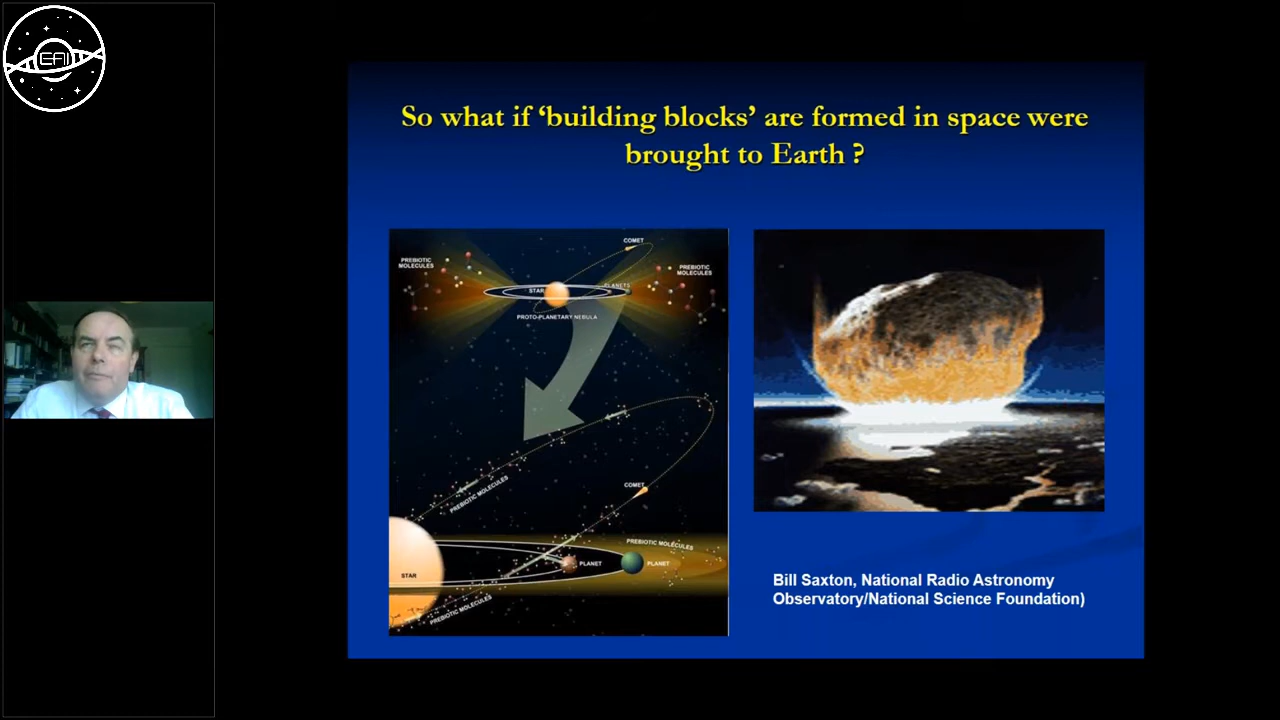 EAI
So what if ‘building blocks’ are formed in space were
brought to Earth ?
COMET
PREBIOTIC
MOLECULES
PREBIOTIC
MOLECULES
STAR
PLANETS
PROTO-PLANETARY NEBULA
PREBIOTIC MOLECULES
COMET
PREBIOTIC MOLECULES
PLANET
PLANET
STAR
PREBIOTIC MOLECULES
Bill Saxton, National Radio Astronomy
Observatory/National Science Foundation)